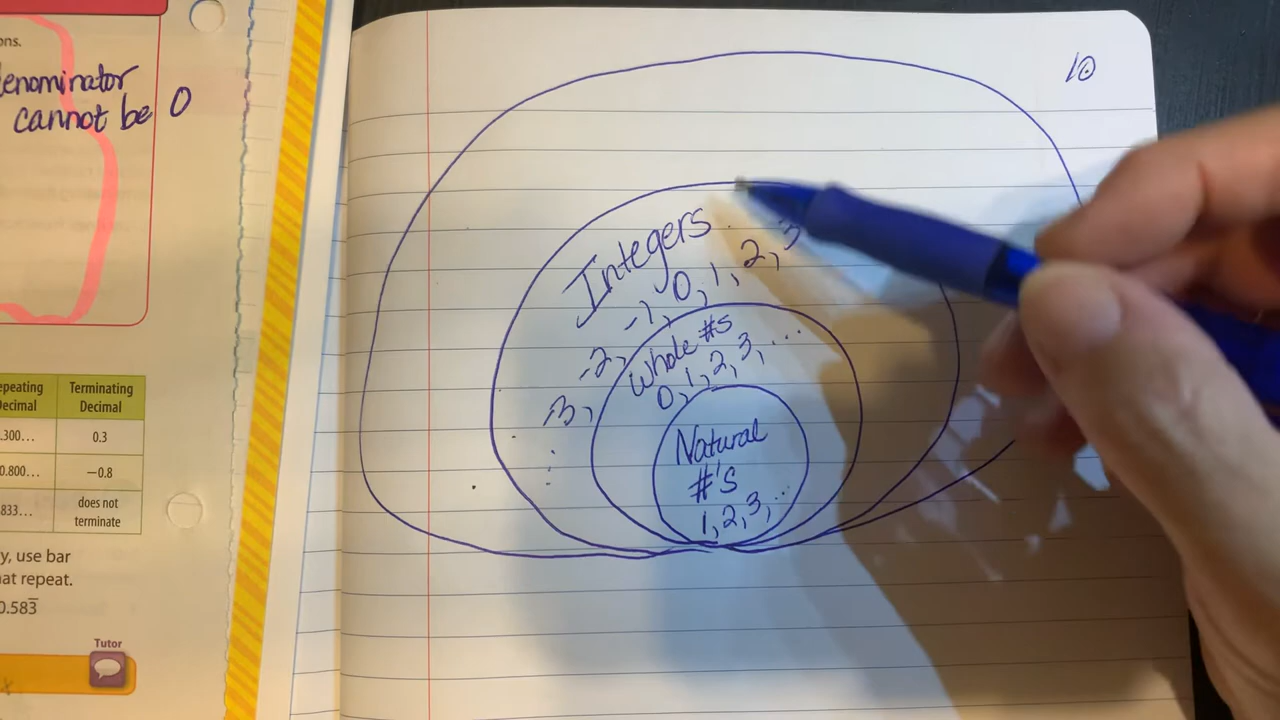 ons.
enominator
cannot be 0
epeating Decimal
Terminating Decimal
.300...
0.3
0.800...
−0.8
833...
does not terminate
y, use bar
at repeat.
0.583̅
Tutor
10
Integers
-3, -2, -1, 0, 1, 2, 3
Whole #s
0, 1, 2, 3, ...
Natural
#'s
1, 2, 3, ...